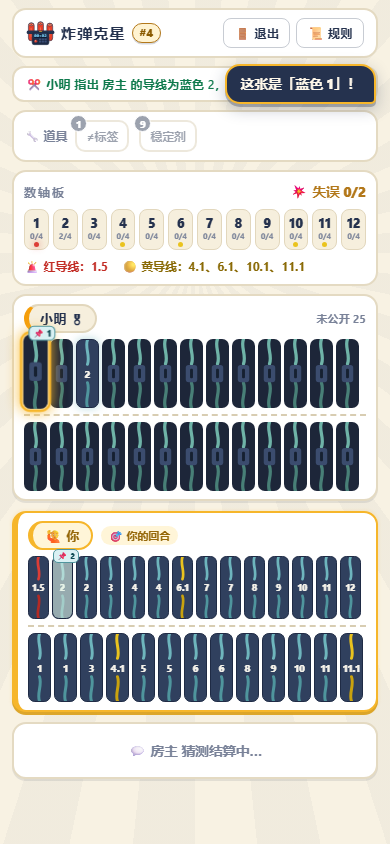 炸弹克星 #4 退出 规则
小明 指出 房主 的导线为蓝色 2,
这张是「蓝色 1」!
道具 1 ≠标签 9 稳定剂
数轴板 失误 0/2
1 2 3 4 5 6 7 8 9 10 11 12
0/4 2/4 0/4 0/4 0/4 0/4 0/4 0/4 0/4 0/4 0/4 0/4
红导线: 1.5 黄导线: 4.1、6.1、10.1、11.1
小明 未公开 25
1
2
你 你的回合
2
1.5 2 2 3 4 4 6.1 7 7 8 9 10 11 12
1 1 3 4.1 5 5 6 6 8 9 10 11 11.1
房主 猜测结算中...